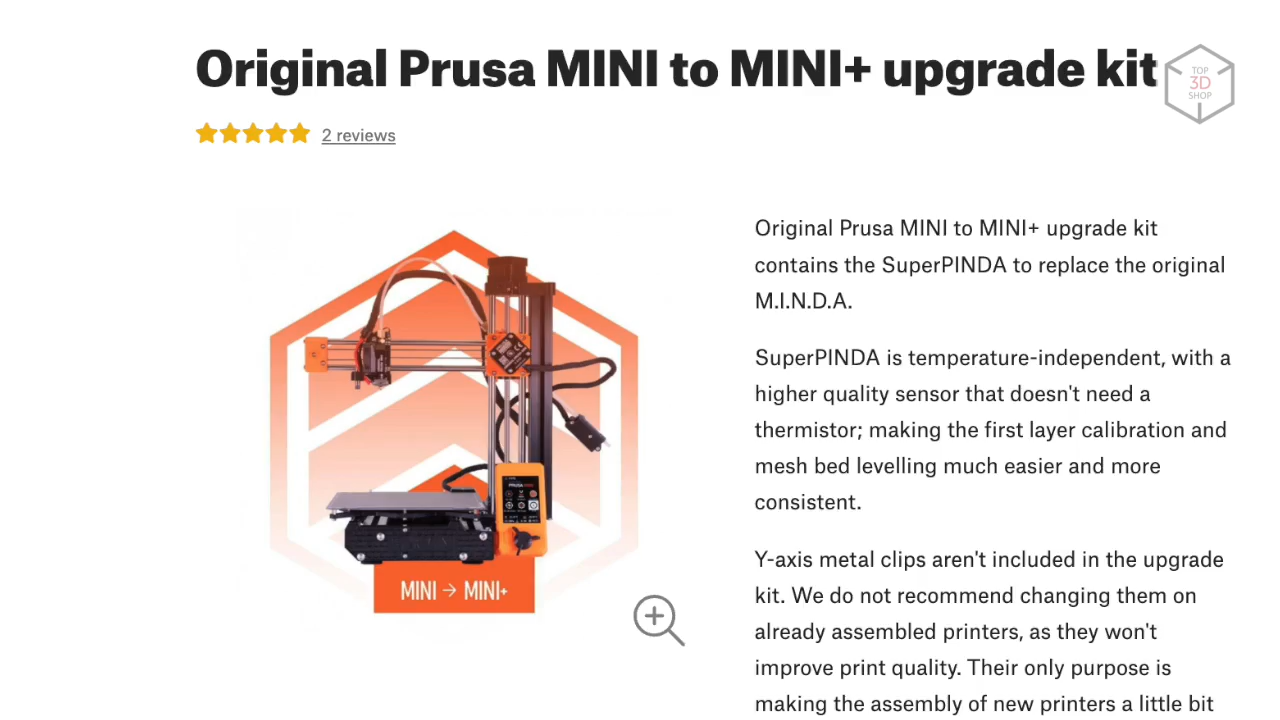 Original Prusa MINI to MINI+ upgrade kit
TOP
3D
SHOP
2 reviews
Original Prusa MINI to MINI+ upgrade kit
contains the SuperPINDA to replace the original
M.I.N.D.A.
SuperPINDA is temperature-independent, with a
higher quality sensor that doesn't need a
thermistor; making the first layer calibration and
mesh bed levelling much easier and more
consistent.
Y-axis metal clips aren't included in the upgrade
kit. We do not recommend changing them on
already assembled printers, as they won't
improve print quality. Their only purpose is
making the assembly of new printers a little bit
PRUSA MINI
MINI → MINI+